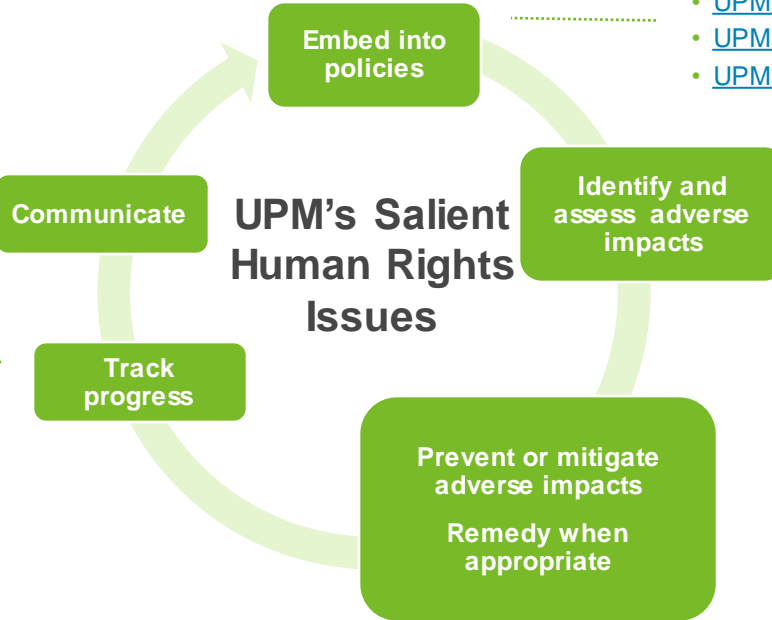 Embed into
policies
• UPM
• UPM
• UPM
Identify and
assess adverse
impacts
Communicate
UPM's Salient
Human Rights
Issues
Track
progress
Prevent or mitigate
adverse impacts
Remedy when
appropriate